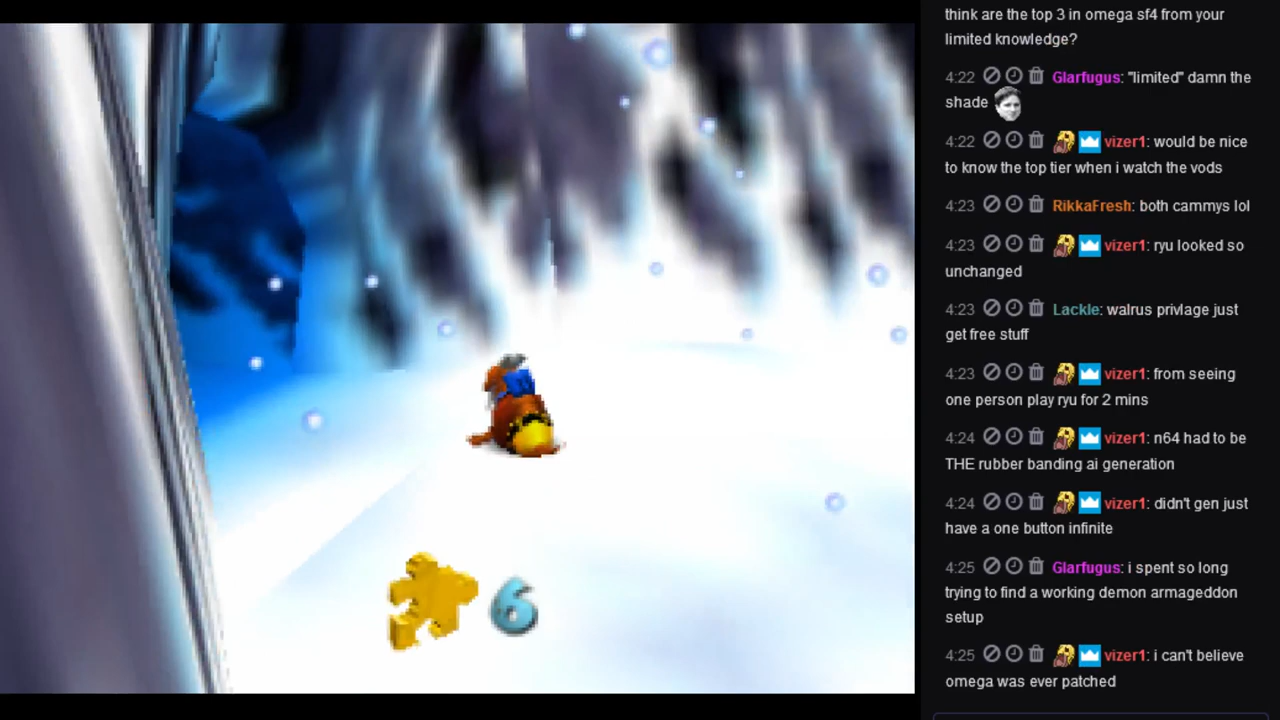 think are the top 3 in omega sf4 from your
limited knowledge?
4:22 Glarfugus: "limited" damn the
shade
4:22 vizer1: would be nice
to know the top tier when i watch the vods
4:23 RikkaFresh: both cammys lol
4:23 vizer1: ryu looked so
unchanged
4:23 Lackle: walrus privlage just
get free stuff
4:23 vizer1: from seeing
one person play ryu for 2 mins
4:24 vizer1: n64 had to be
THE rubber banding ai generation
4:24 vizer1: didn't gen just
have a one button infinite
4:25 Glarfugus: i spent so long
trying to find a working demon armageddon
setup
4:25 vizer1: i can't believe
omega was ever patched
6